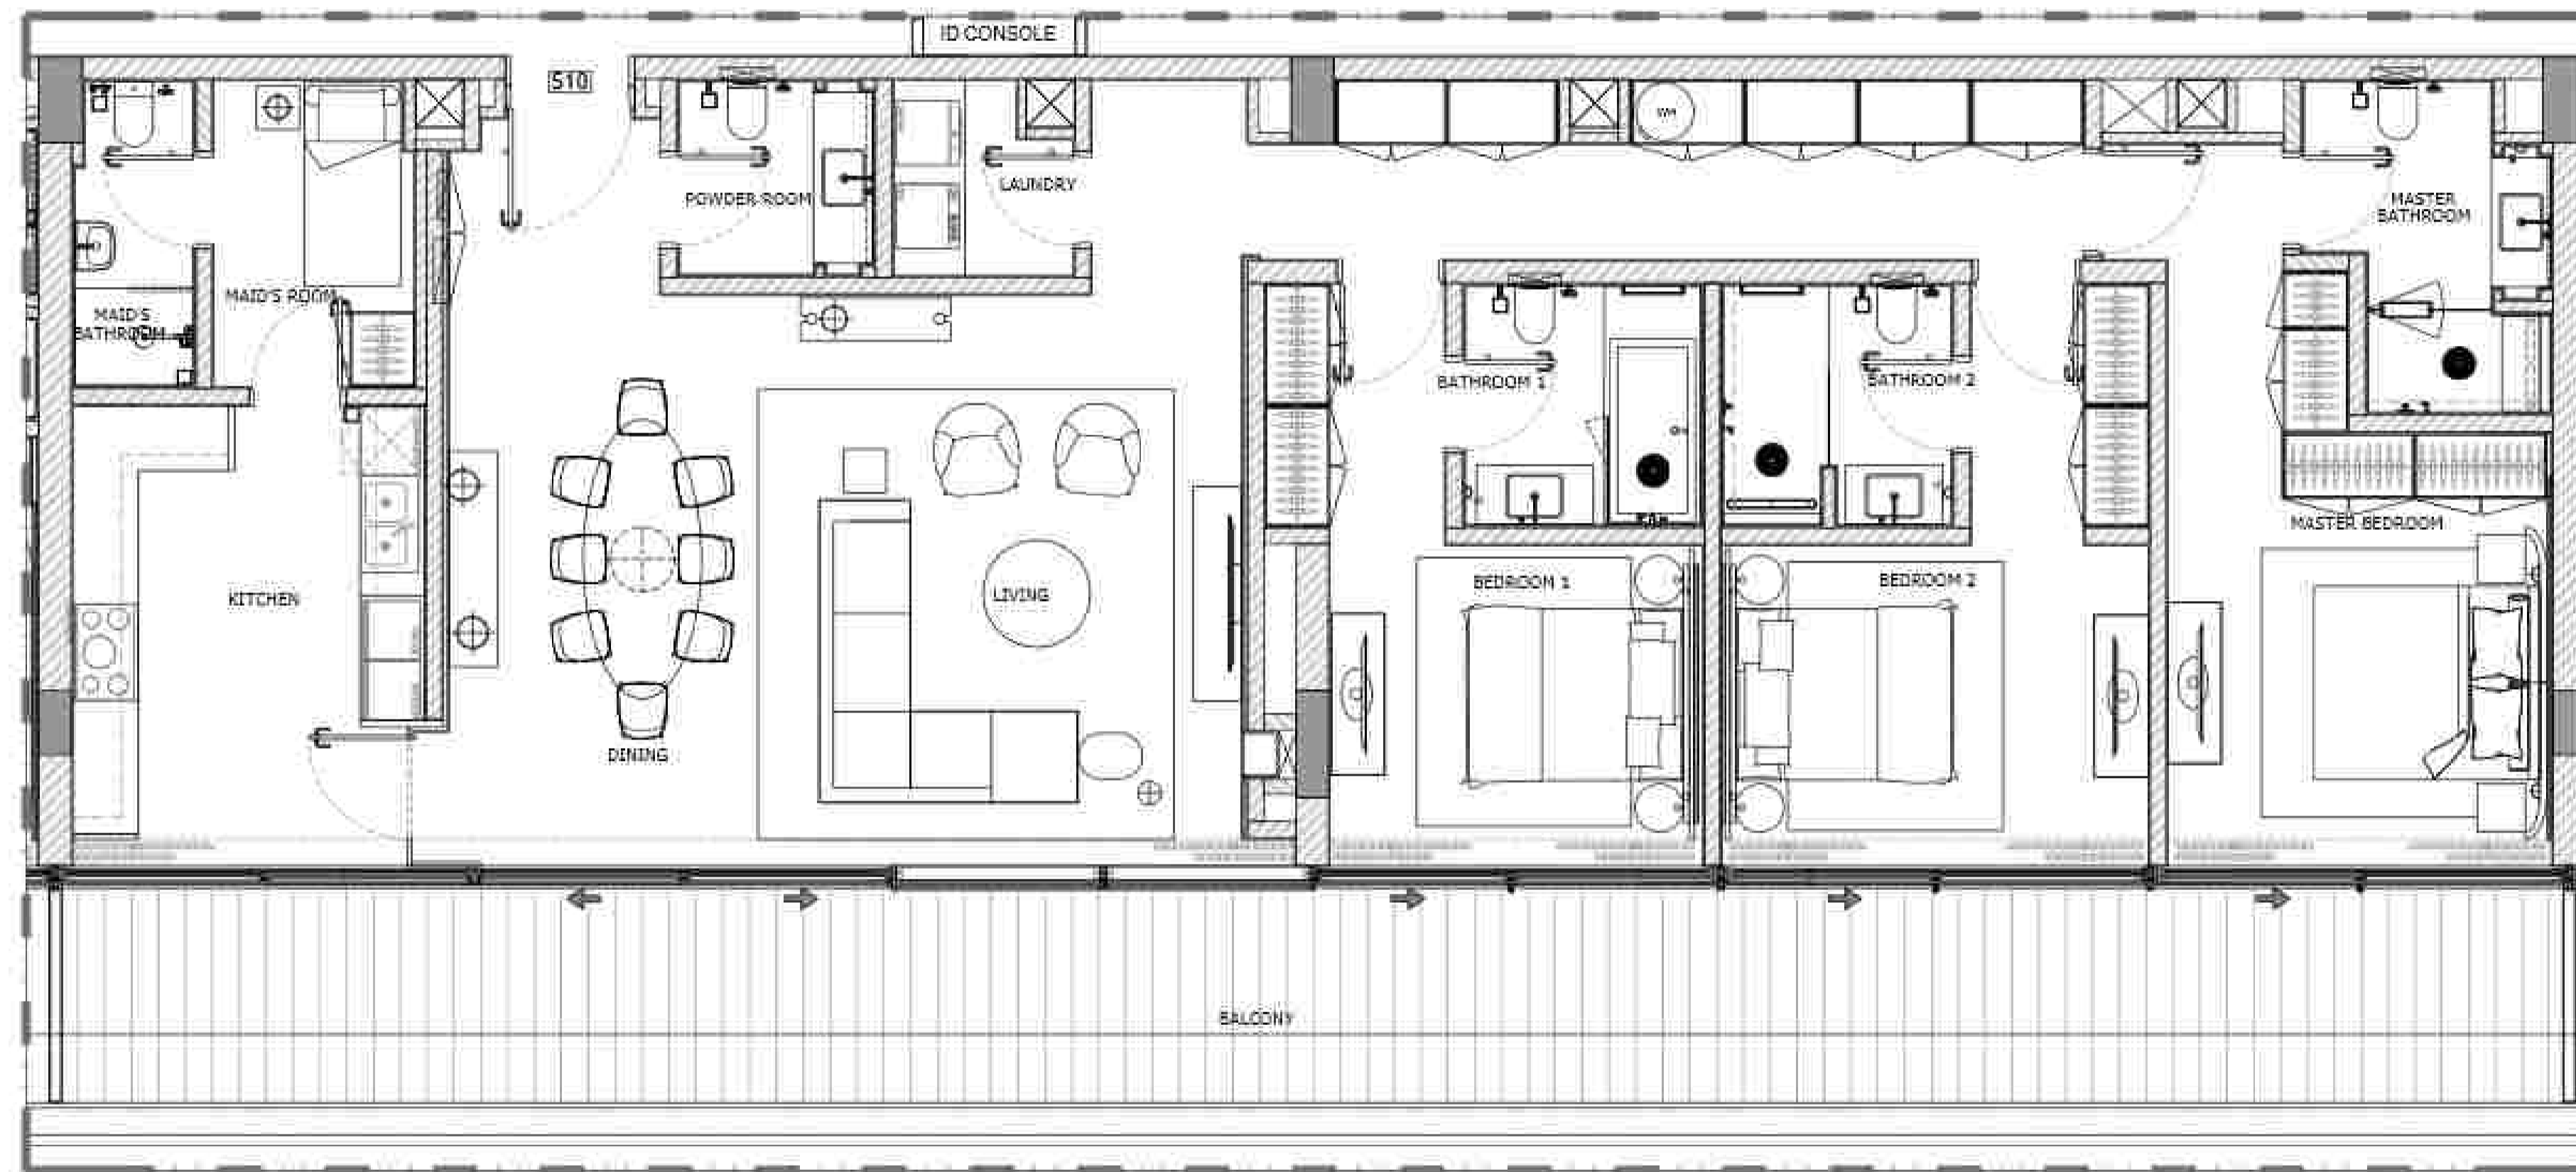 ID CONSOLE
510
POWDER ROOM
LAUNDRY
WH
MASTER
BATHROOM
MAID'S ROOM
MAID'S
BATHROOM
BATHROOM 1
BATHROOM 2
MASTER BEDROOM
KITCHEN
LIVING
BEDROOM 1
BEDROOM 2
DINING
BALCONY